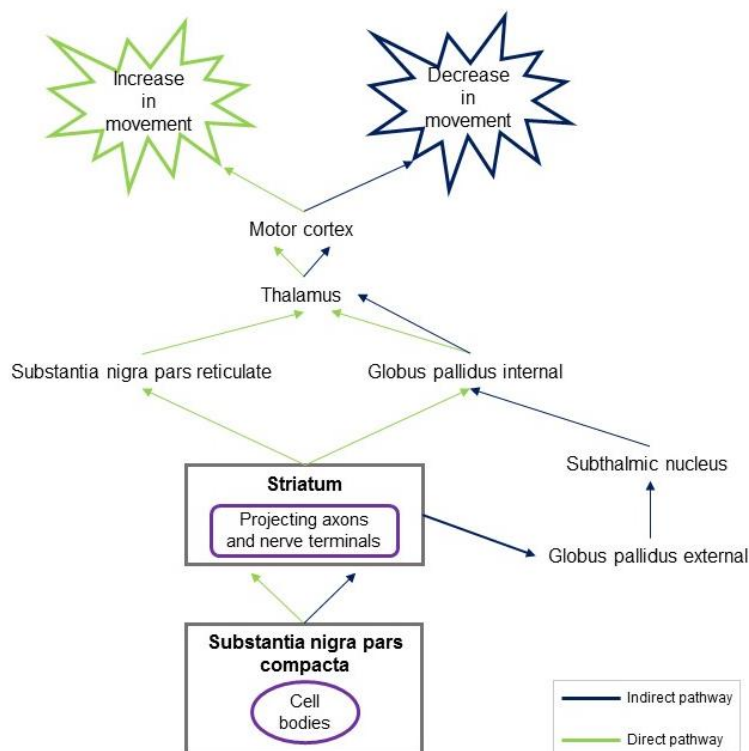 Increase
in
movement
Decrease
in
movement
Motor cortex
Thalamus
Substantia nigra pars reticulate
Globus pallidus internal
Subthalmic nucleus
Striatum
Projecting axons
and nerve terminals
Globus pallidus external
Substantia nigra pars
compacta
Cell
bodies
Indirect pathway
Direct pathway